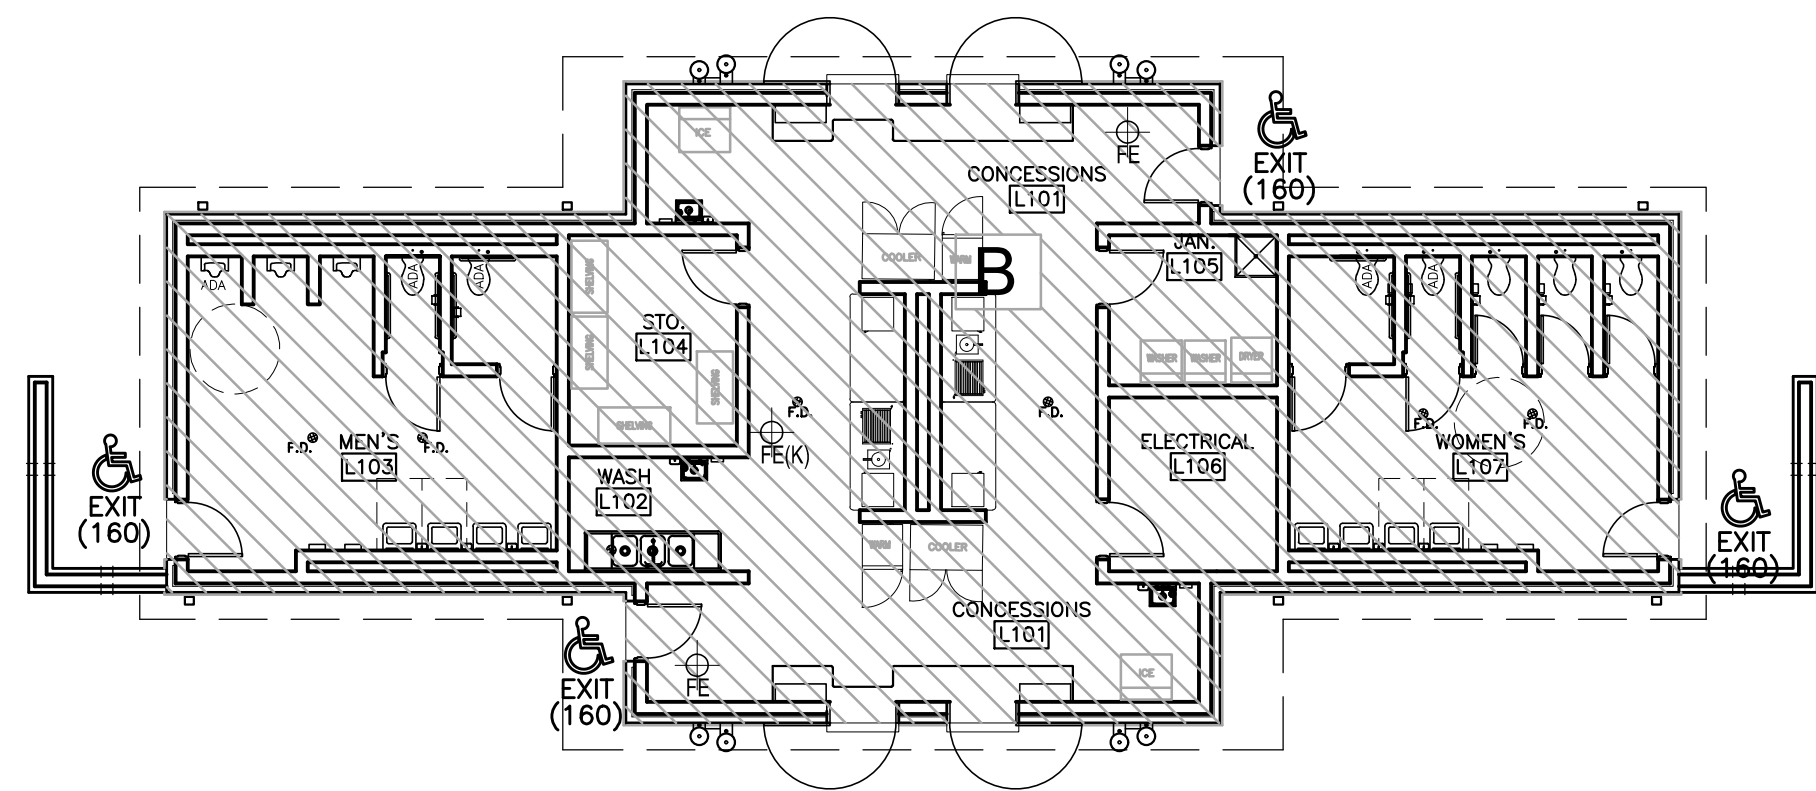 ICE
FE
EXIT
(160)
CONCESSIONS
L101
JAN.
L105
COOLER
WARM
B
ADA
ADA
ADA
ADA
ADA
SHELVING
SHELVING
SHELVING
SHELVING
STO.
L104
WASHER
WASHER
DRYER
F.D.
F.D.
FE(K)
F.D.
F.D.
MEN'S
L103
ELECTRICAL
L106
F.D.
F.D.
WOMEN'S
L107
WASH
L102
EXIT
(160)
EXIT
(160)
WARM
COOLER
CONCESSIONS
L101
FE
ICE
EXIT
(160)